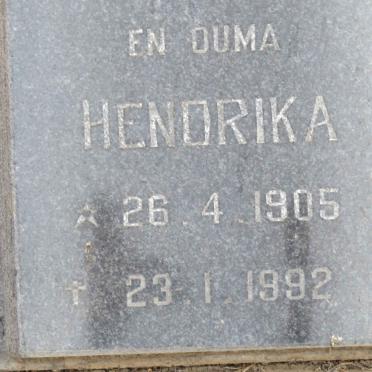 EN OUMA
HENDRIKA
★ 26.4.1905
✝ 23.1.1992